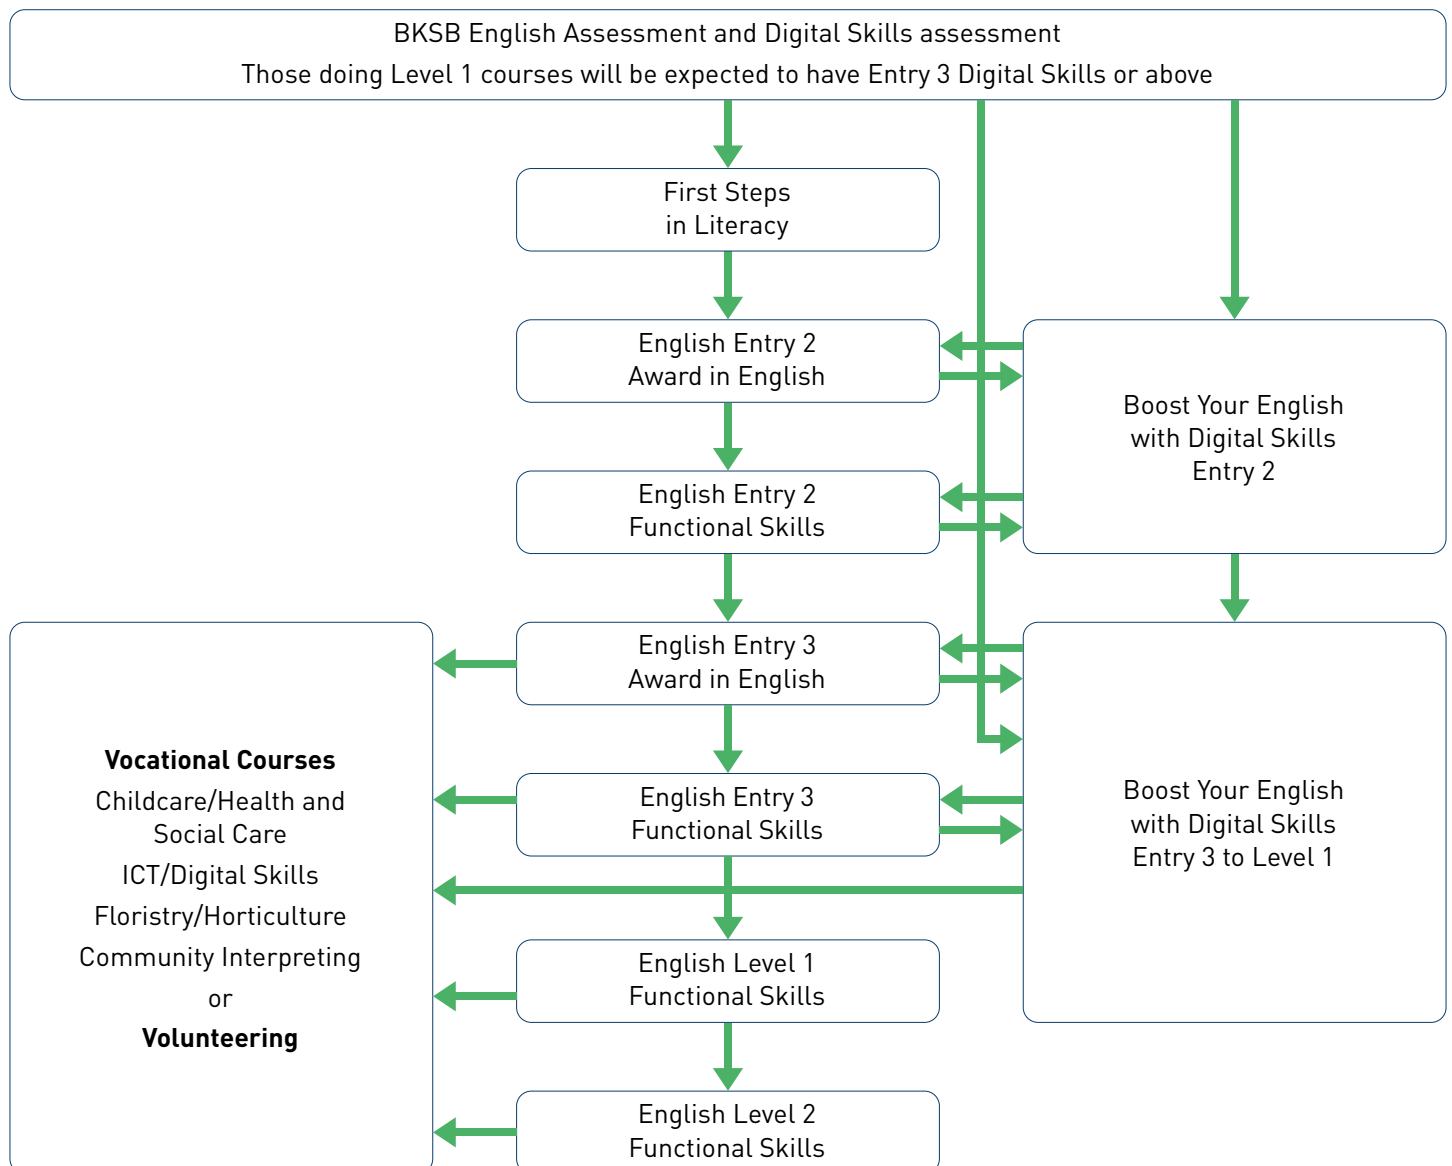 BKSB English Assessment and Digital Skills assessment
Those doing Level 1 courses will be expected to have Entry 3 Digital Skills or above
First Steps
in Literacy
English Entry 2
Award in English
Boost Your English
with Digital Skills
Entry 2
English Entry 2
Functional Skills
English Entry 3
Award in English
Vocational Courses
Childcare/Health and
Social Care
ICT/Digital Skills
Floristry/Horticulture
Community Interpreting
or
Volunteering
English Entry 3
Functional Skills
Boost Your English
with Digital Skills
Entry 3 to Level 1
English Level 1
Functional Skills
English Level 2
Functional Skills